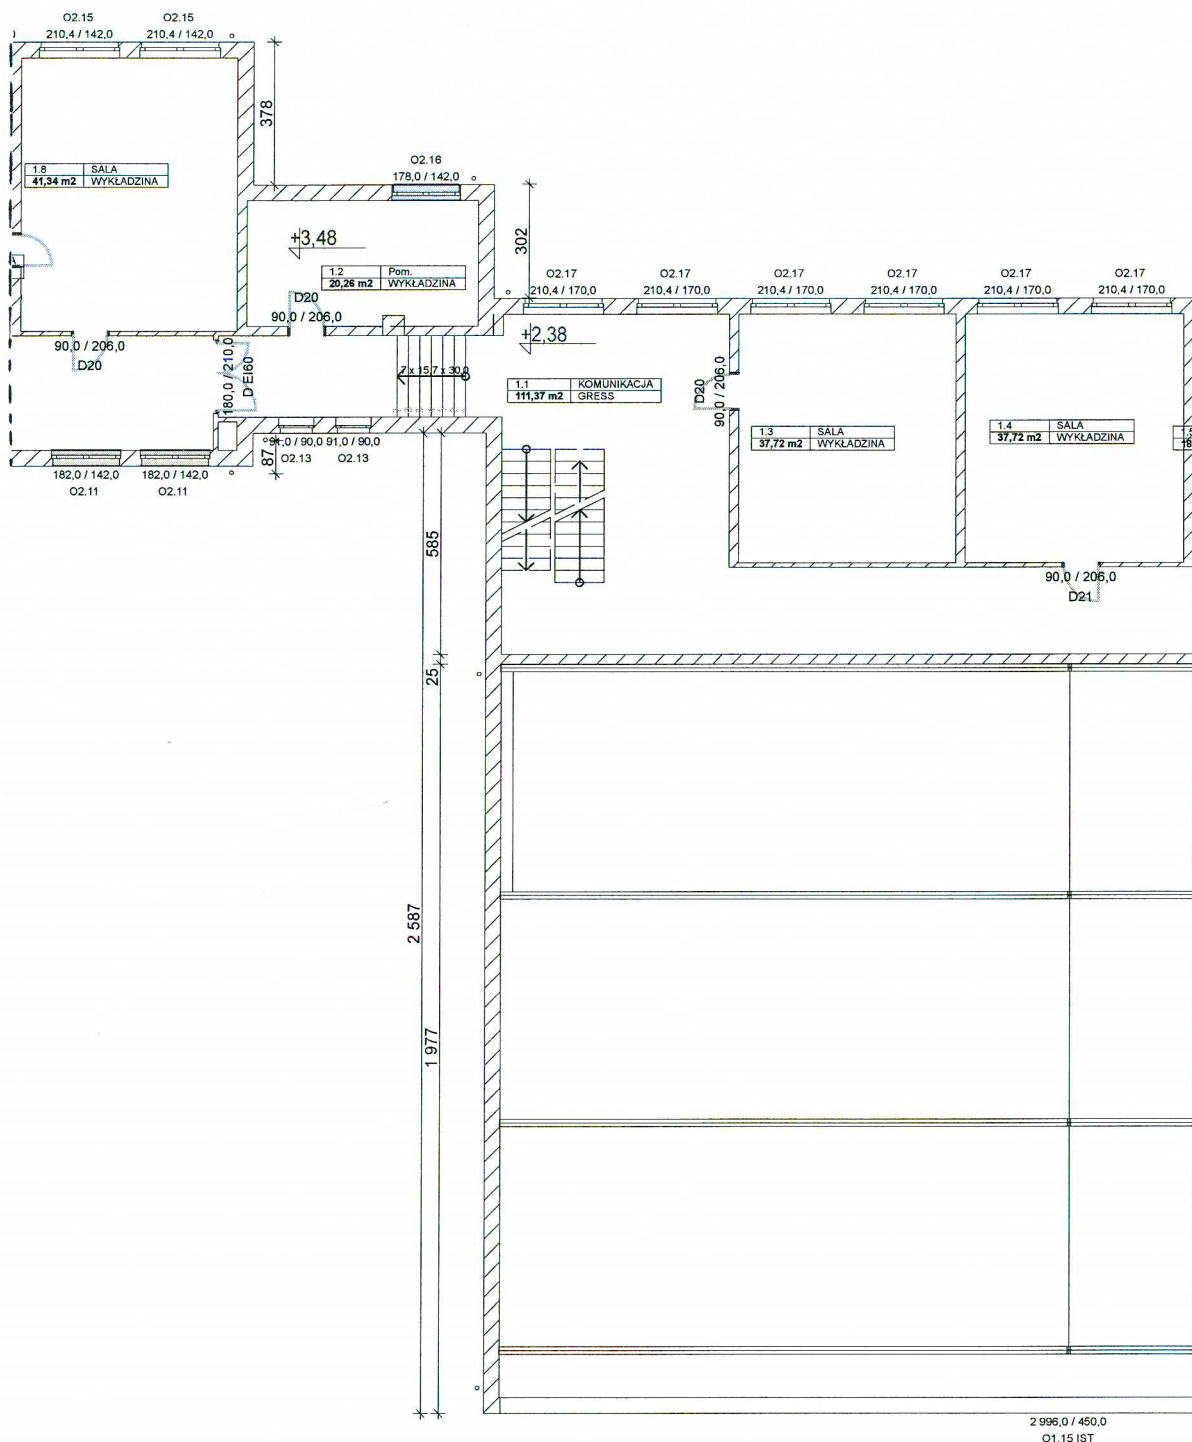 O2.15
210,4 / 142,0
O2.15
210,4 / 142,0
378
1.8 SALA
41,34 m2 WYKŁADZINA
O2.16
178,0 / 142,0
302
+3,48
1.2 Pom.
20,26 m2 WYKŁADZINA
D20
90,0 / 206,0
O2.17
210,4 / 170,0
O2.17
210,4 / 170,0
O2.17
210,4 / 170,0
O2.17
210,4 / 170,0
O2.17
210,4 / 170,0
O2.17
210,4 / 170,0
+2,38
90,0 / 206,0
D20
180,0 / 210,0
D EI60
7 x 15,7 x 30,0
1.1 KOMUNIKACJA
111,37 m2 GRESS
D20
90,0 / 206,0
1.3 SALA
37,72 m2 WYKŁADZINA
1.4 SALA
37,72 m2 WYKŁADZINA
91,0 / 90,0
O2.13
91,0 / 90,0
O2.13
87
182,0 / 142,0
O2.11
182,0 / 142,0
O2.11
585
90,0 / 206,0
D21
25
2 587
1 977
2 996,0 / 450,0
O1.15 IST